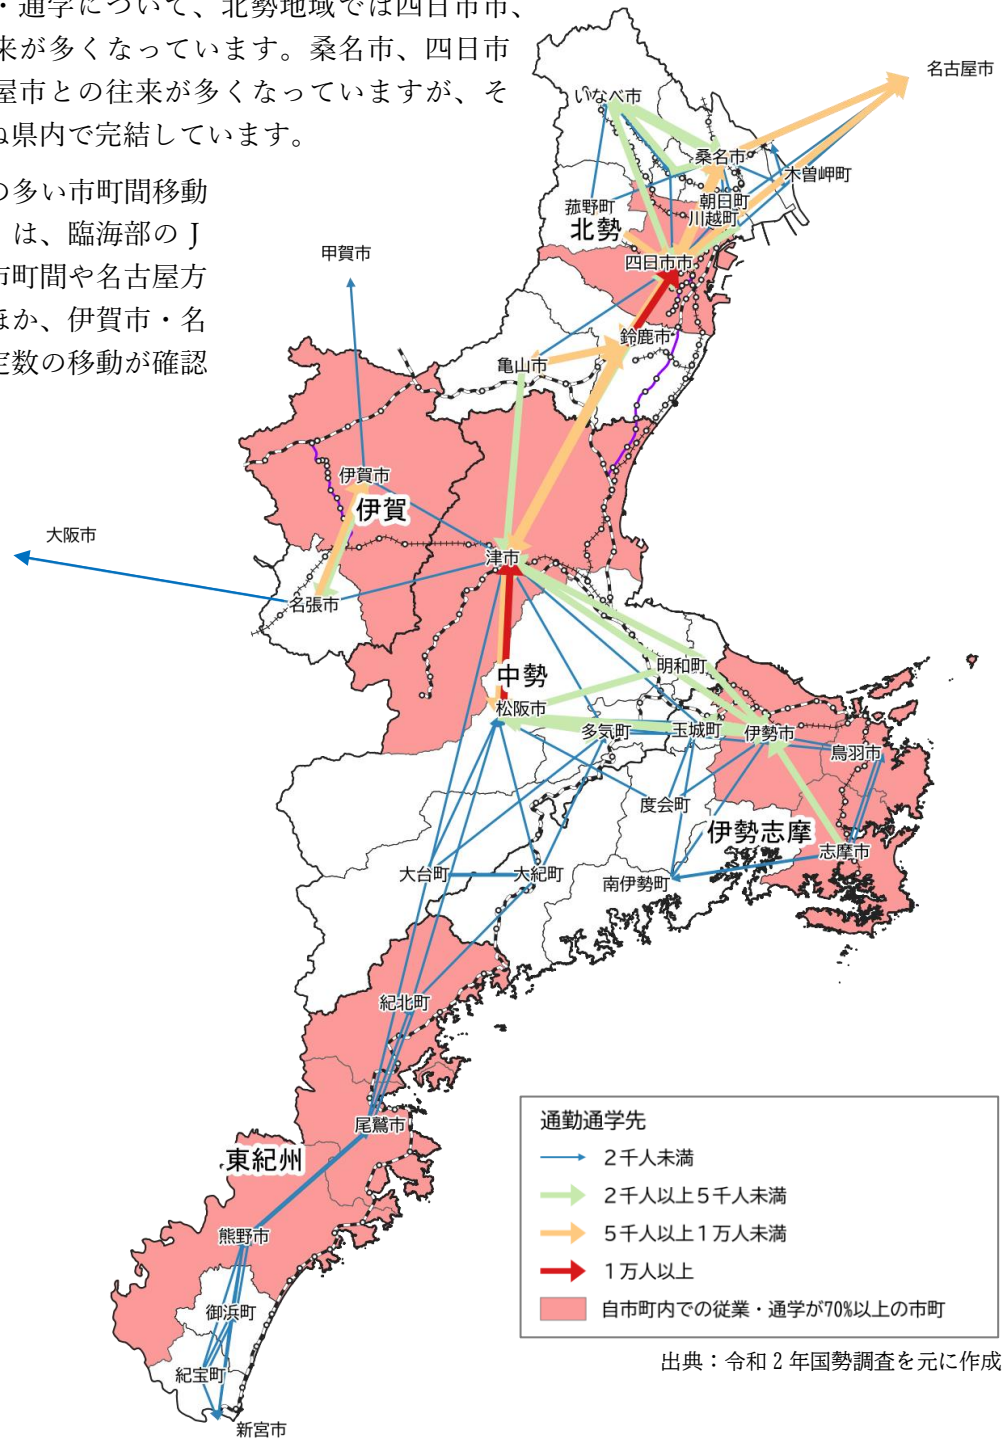 ・通学について、北勢地域では四日市市、
来が多くなっています。桑名市、四日市
屋市との往来が多くなっていますが、そ
ね県内で完結しています。
の多い市町間移動
は、臨海部のJ
市町間や名古屋方
ほか、伊賀市・名
定数の移動が確認
名古屋市
いなべ市
桑名市
木曽岬町
朝日町
菰野町
川越町
北勢
四日市市
甲賀市
鈴鹿市
亀山市
伊賀市
伊賀
大阪市
津市
名張市
明和町
中勢
松阪市
多気町
玉城町
伊勢市
鳥羽市
度会町
伊勢志摩
志摩市
大台町
大紀町
南伊勢町
紀北町
尾鷲市
東紀州
熊野市
御浜町
紀宝町
新宮市
通勤通学先
2千人未満
2千人以上5千人未満
5千人以上1万人未満
1万人以上
自市町内での従業・通学が70%以上の市町
出典：令和2年国勢調査を元に作成